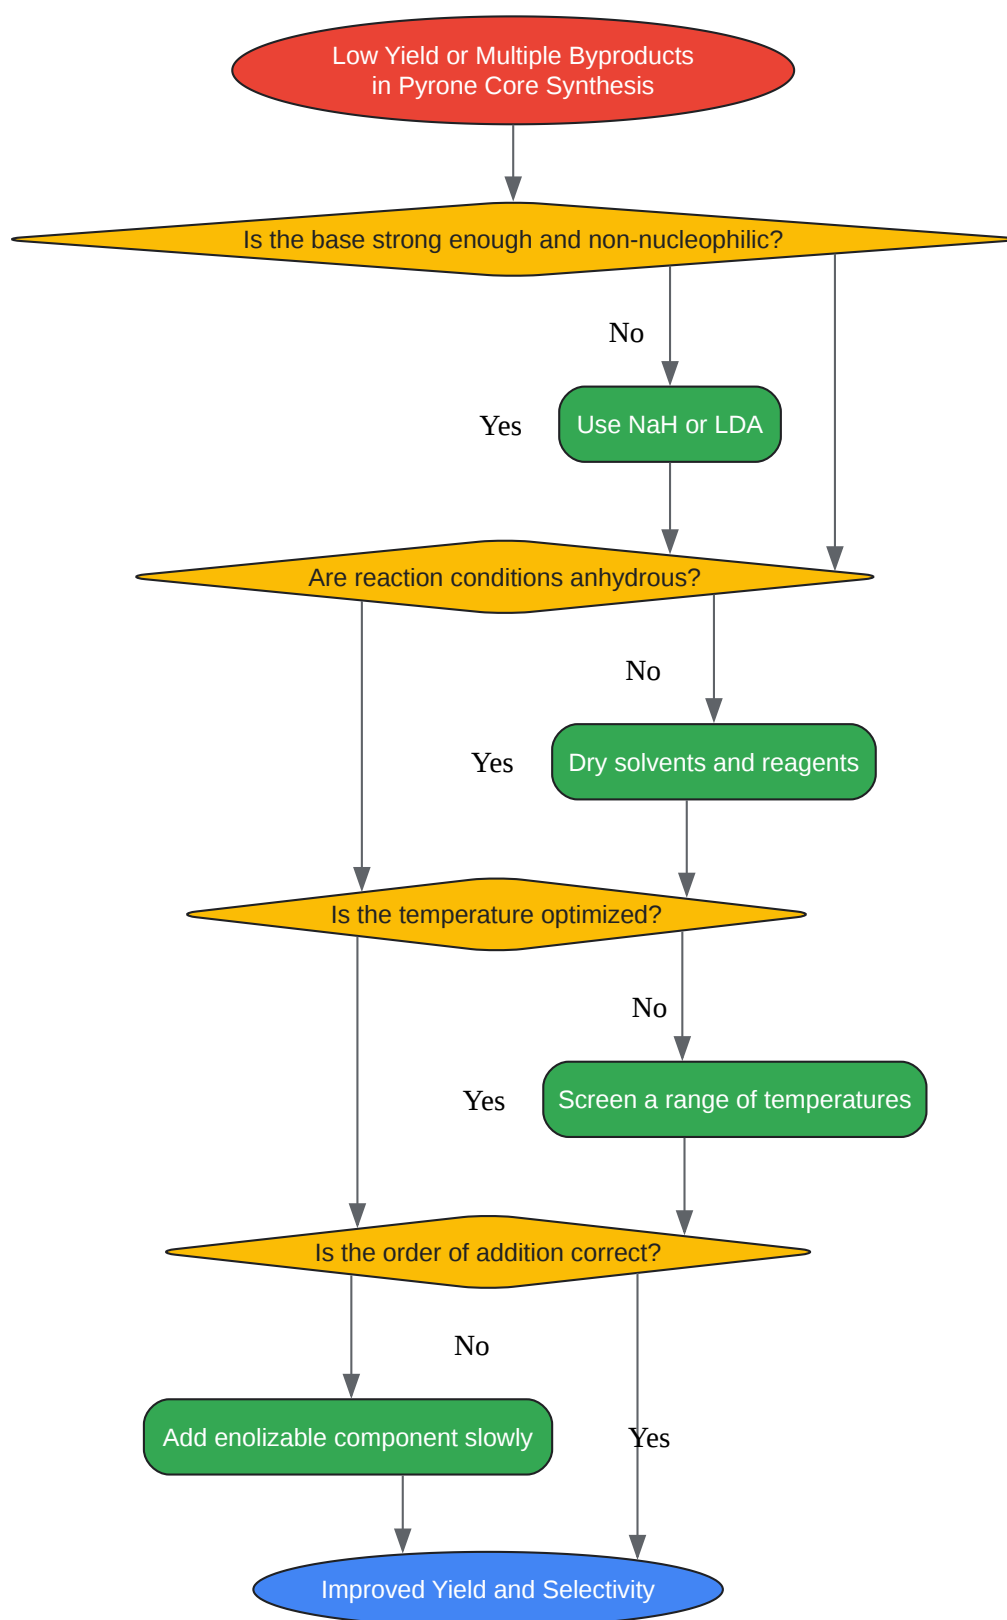 Low Yield or Multiple Byproducts
in Pyrone Core Synthesis
Is the base strong enough and non-nucleophilic?
No
Yes
Use NaH or LDA
Are reaction conditions anhydrous?
No
Yes
Dry solvents and reagents
Is the temperature optimized?
No
Yes
Screen a range of temperatures
Is the order of addition correct?
No
Add enolizable component slowly
Yes
Improved Yield and Selectivity